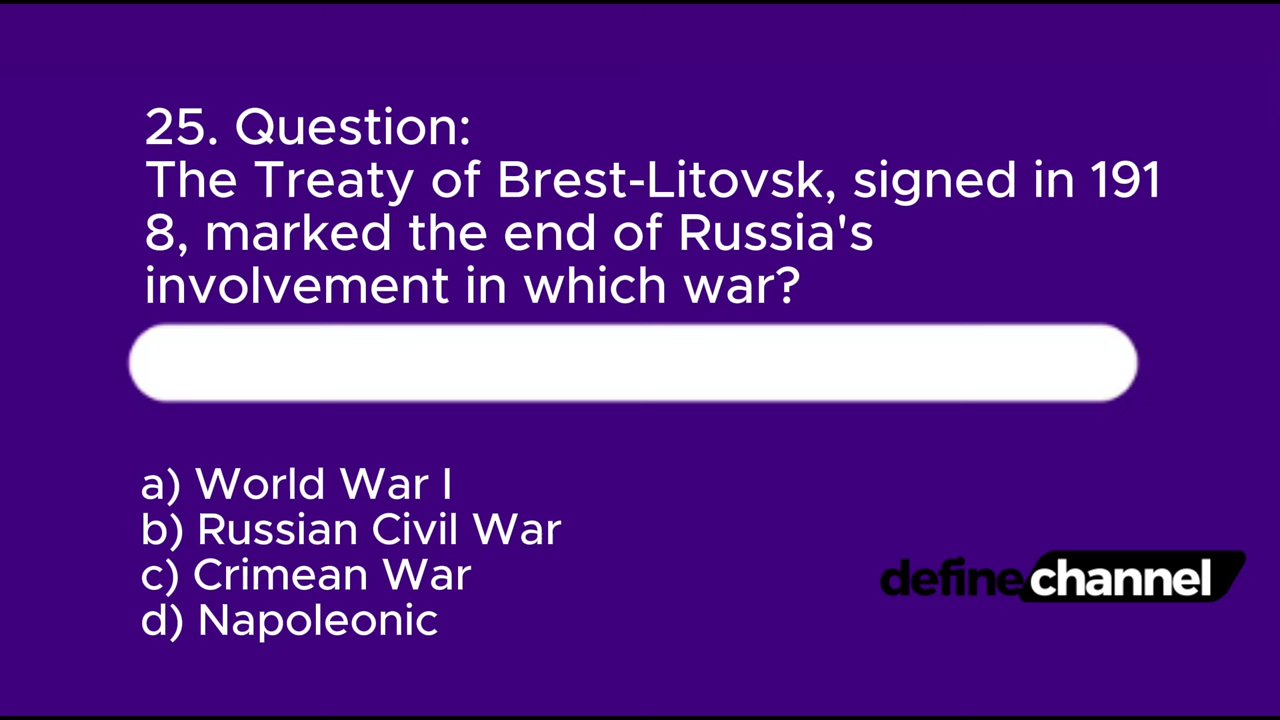 25. Question:
The Treaty of Brest-Litovsk, signed in 191
8, marked the end of Russia's
involvement in which war?
a) World War I
b) Russian Civil War
c) Crimean War
d) Napoleonic
definechannel